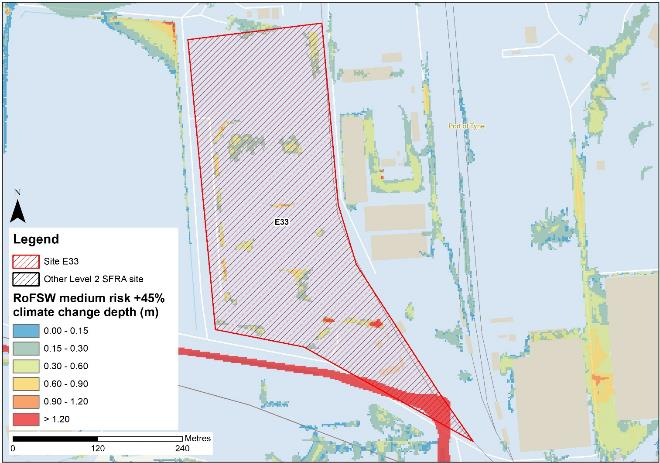 Port of Tyne
E33
N
Legend
Site E33
Other Level 2 SFRA site
RoFSW medium risk +45%
climate change depth (m)
0.00 - 0.15
0.15 - 0.30
0.30 - 0.60
0.60 - 0.90
0.90 - 1.20
> 1.20
Metres
0 120 240